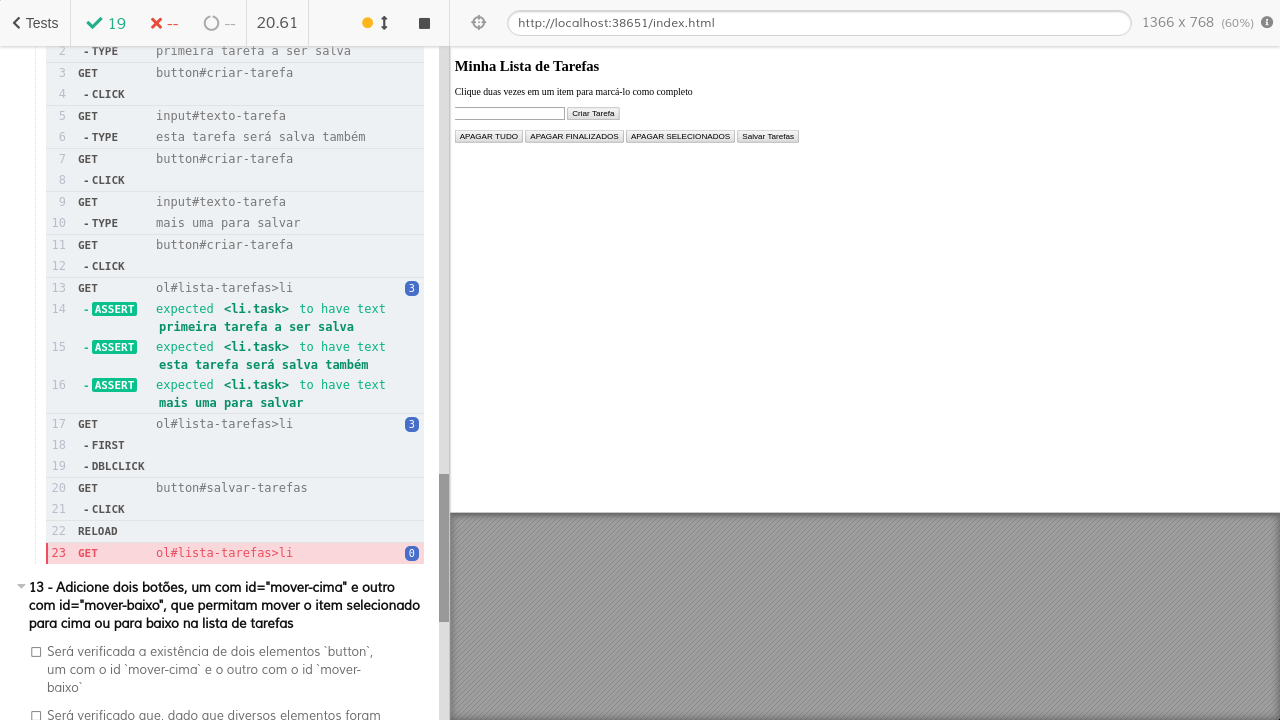 Tests 19 -- -- 20.61
2 - TYPE primeira tarefa a ser salva
3 GET button#criar-tarefa
4 - CLICK
5 GET input#texto-tarefa
6 - TYPE esta tarefa será salva também
7 GET button#criar-tarefa
8 - CLICK
9 GET input#texto-tarefa
10 - TYPE mais uma para salvar
11 GET button#criar-tarefa
12 - CLICK
13 GET ol#lista-tarefas>li 3
14 - ASSERT expected <li.task> to have text
primeira tarefa a ser salva
15 - ASSERT expected <li.task> to have text
esta tarefa será salva também
16 - ASSERT expected <li.task> to have text
mais uma para salvar
17 GET ol#lista-tarefas>li 3
18 - FIRST
19 - DBLCLICK
20 GET button#salvar-tarefas
21 - CLICK
22 RELOAD
23 GET ol#lista-tarefas>li 0
13 - Adicione dois botões, um com id="mover-cima" e outro
com id="mover-baixo", que permitam mover o item selecionado
para cima ou para baixo na lista de tarefas
Será verificada a existência de dois elementos `button`,
um com o id `mover-cima` e o outro com o id `mover-
baixo`
Será verificado que, dado que diversos elementos foram
http://localhost:38651/index.html 1366 x 768 (60%)
Minha Lista de Tarefas
Clique duas vezes em um item para marcá-lo como completo
Criar Tarefa
APAGAR TUDO APAGAR FINALIZADOS APAGAR SELECIONADOS Salvar Tarefas